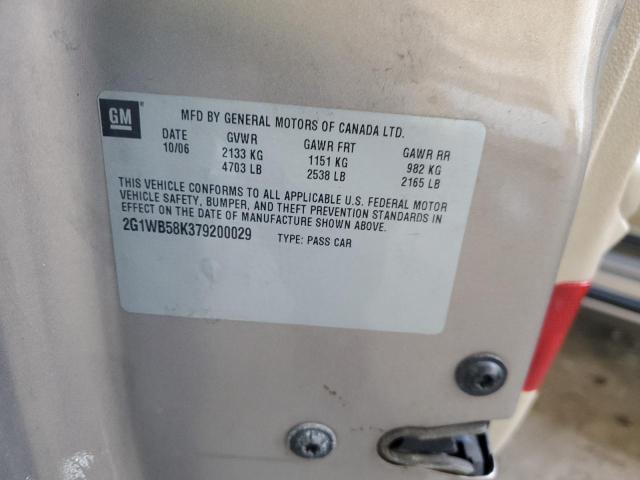 GM ®
MFD BY GENERAL MOTORS OF CANADA LTD.
DATE GVWR GAWR FRT GAWR RR
10/06 2133 KG 1151 KG 982 KG
4703 LB 2538 LB 2165 LB
THIS VEHICLE CONFORMS TO ALL APPLICABLE U.S. FEDERAL MOTOR
VEHICLE SAFETY, BUMPER, AND THEFT PREVENTION STANDARDS IN
EFFECT ON THE DATE OF MANUFACTURE SHOWN ABOVE.
2G1WB58K379200029 TYPE: PASS CAR